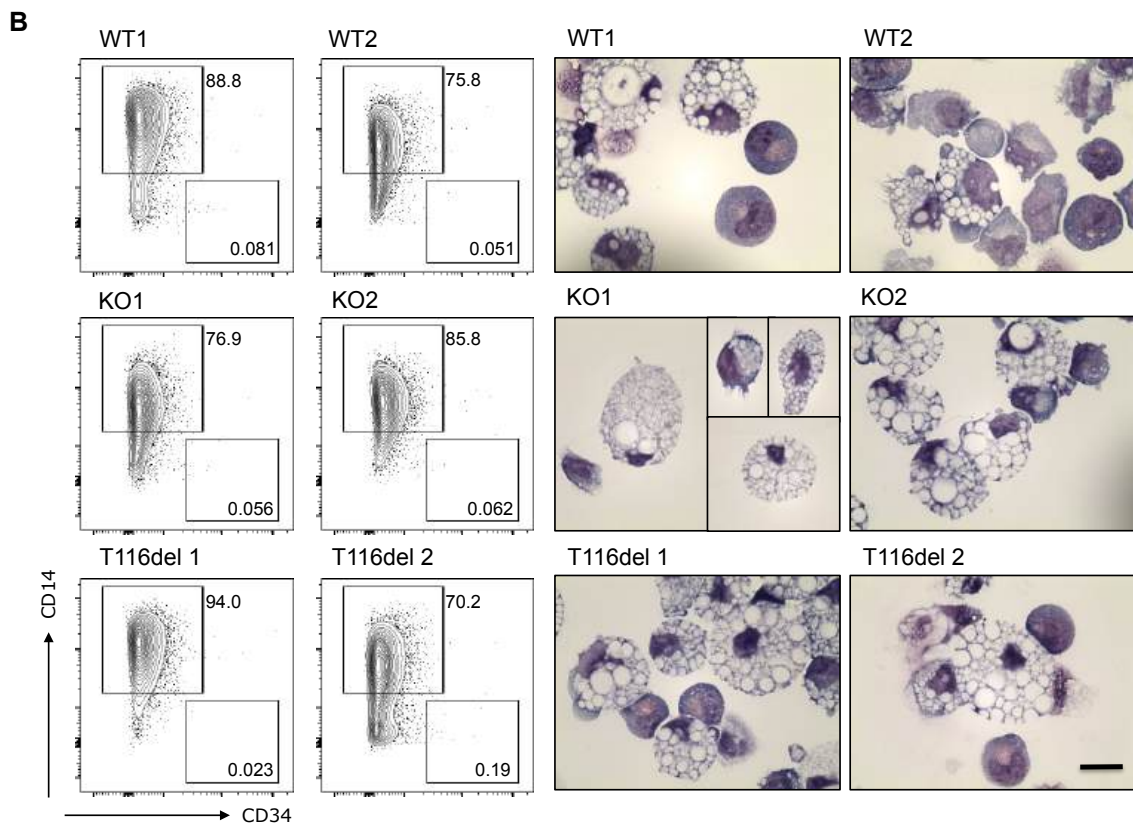 B
WT1 WT2 WT1 WT2
88.8 75.8
0.081 0.051
KO1 KO2 KO1 KO2
76.9 85.8
0.056 0.062
T116del 1 T116del 2 T116del 1 T116del 2
94.0 70.2
0.023 0.19
CD14
CD34